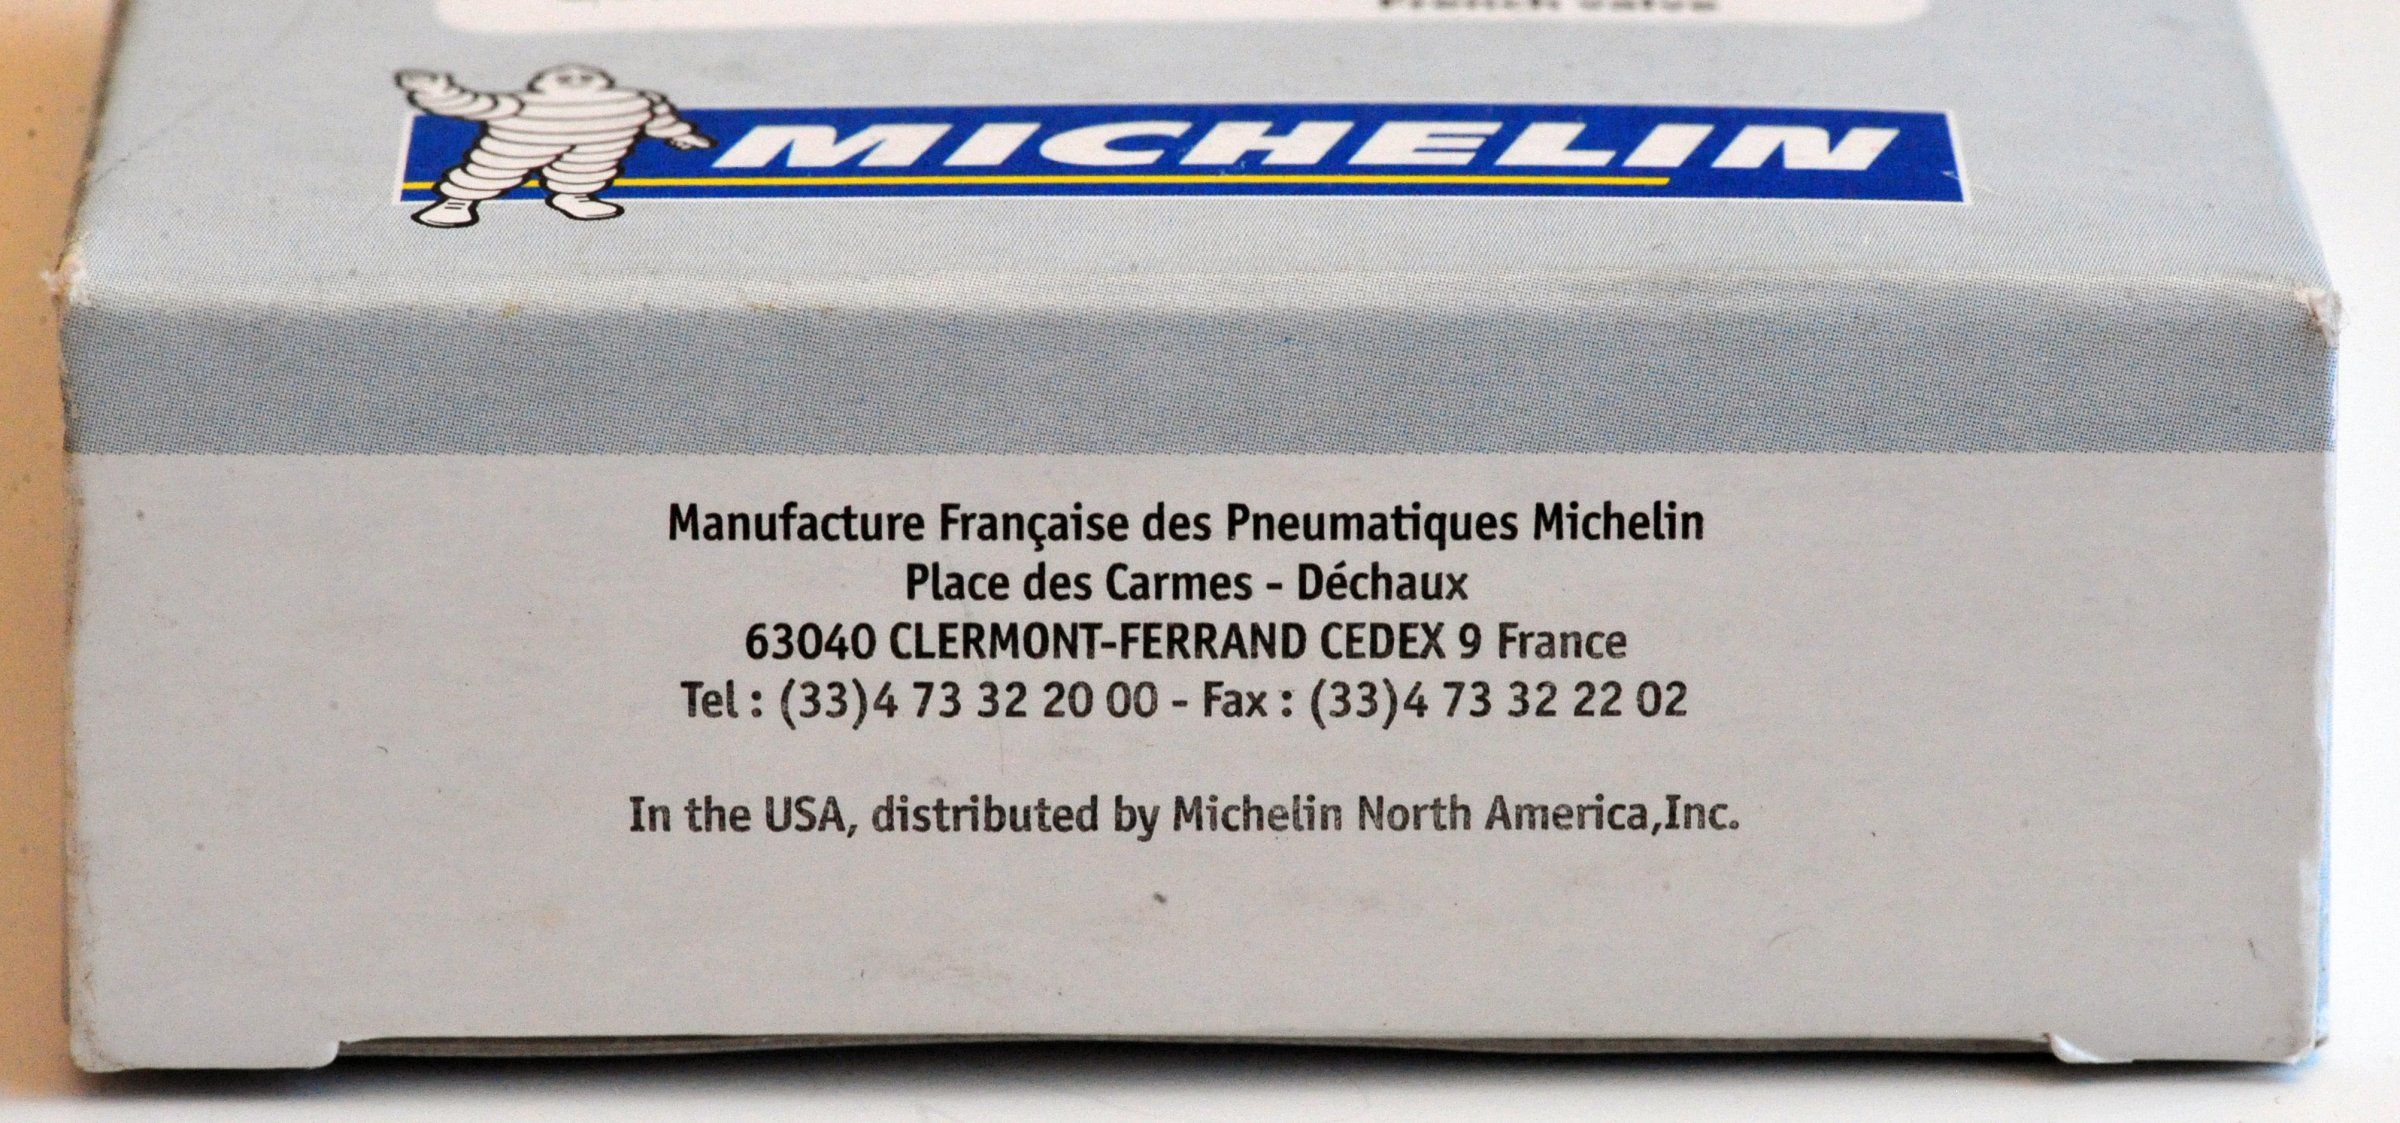 French valve
MICHELIN
Manufacture Française des Pneumatiques Michelin
Place des Carmes - Déchaux
63040 CLERMONT-FERRAND CEDEX 9 France
Tel : (33)4 73 32 20 00 - Fax : (33)4 73 32 22 02
In the USA, distributed by Michelin North America,Inc.